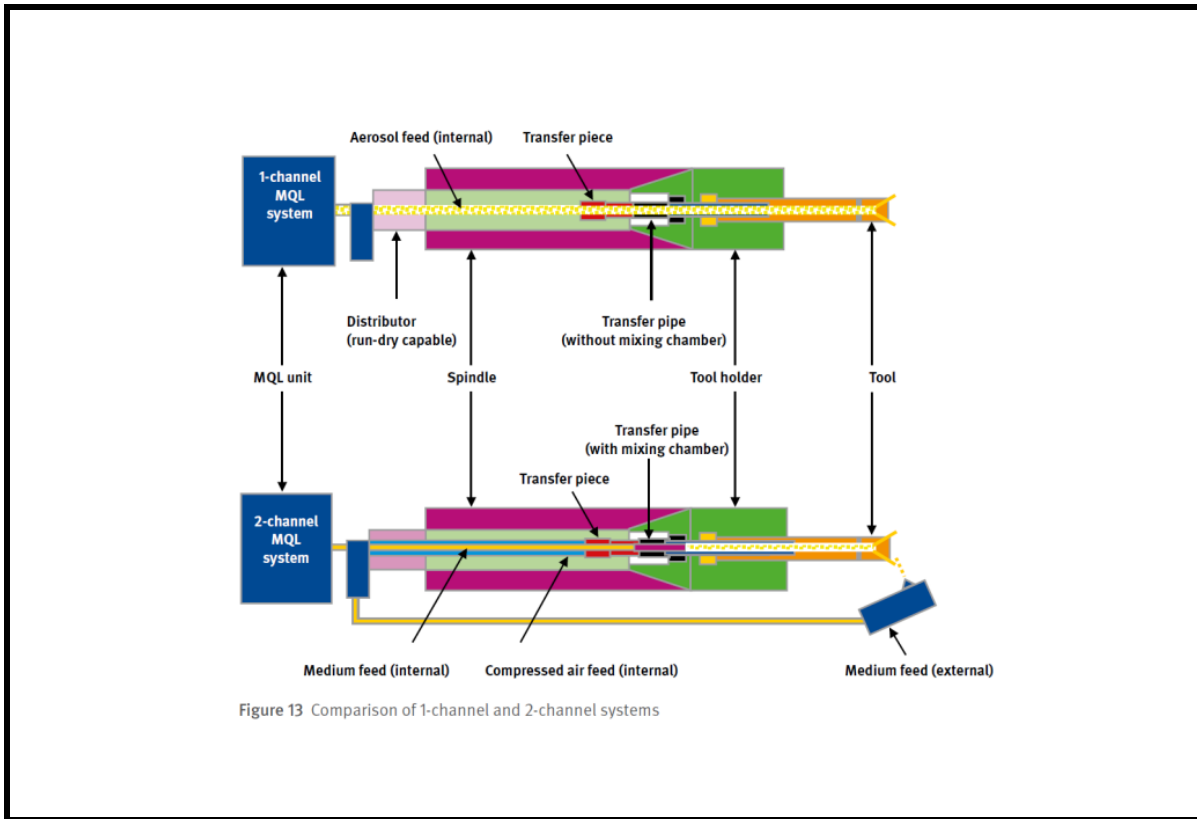 Aerosol feed (internal)
Transfer piece
1-channel
MQL
system
Distributor
(run-dry capable)
Transfer pipe
(without mixing chamber)
MQL unit
Spindle
Tool holder
Tool
Transfer pipe
(with mixing chamber)
Transfer piece
2-channel
MQL
system
Medium feed (internal)
Compressed air feed (internal)
Medium feed (external)
Figure 13 Comparison of 1-channel and 2-channel systems